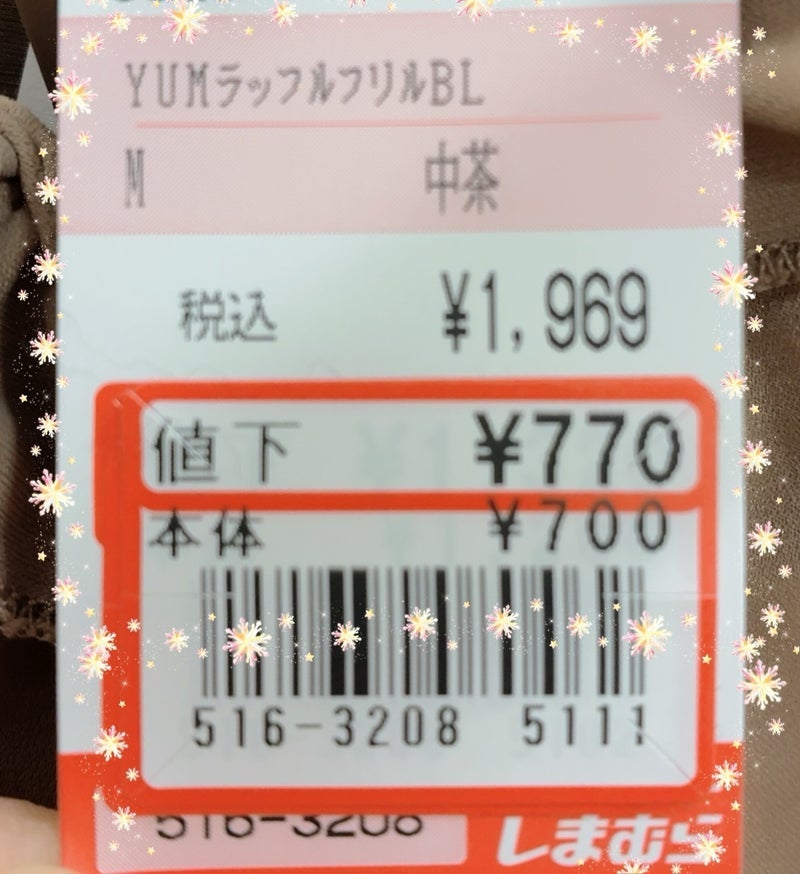 YUMラッフルフリルBL
M 中茶
税込 ¥1,969
値下 ¥770
本体 ¥700
516-3208 5111
516-3208
しまむら